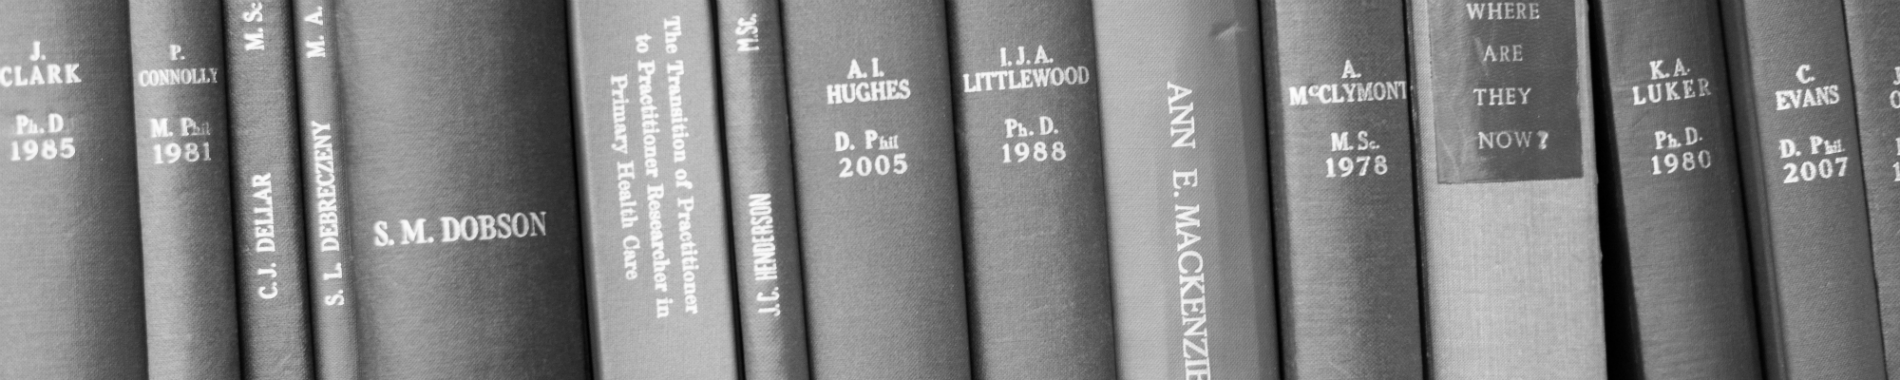 J.
CLARK
Ph. D
1985
P.
CONNOLLY
M. Phil
1981
C. J. DELLAR M. Sc
S. L. DEBRECZENY M. A.
S. M. DOBSON
The Transition of Practitioner
to Practitioner Researcher in
Primary Health Care
J. C. HENDERSON M.Sc.
A. I.
HUGHES
D. Phil
2005
I. J. A.
LITTLEWOOD
Ph. D.
1988
ANN E. MACKENZIE
A.
McCLYMONT
M. Sc.
1978
WHERE
ARE
THEY
NOW?
K. A.
LUKER
Ph. D.
1980
C.
EVANS
D. Phil.
2007